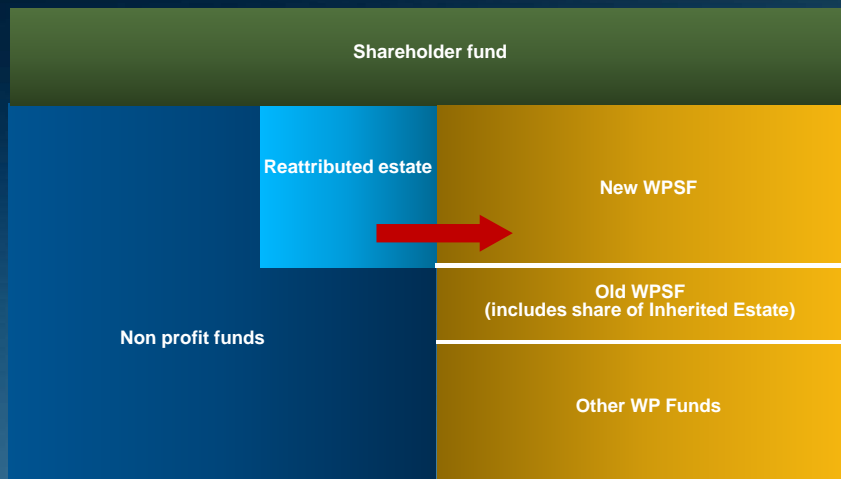 Shareholder fund
Reattributed estate
New WPSF
Old WPSF
(includes share of Inherited Estate)
Non profit funds
Other WP Funds